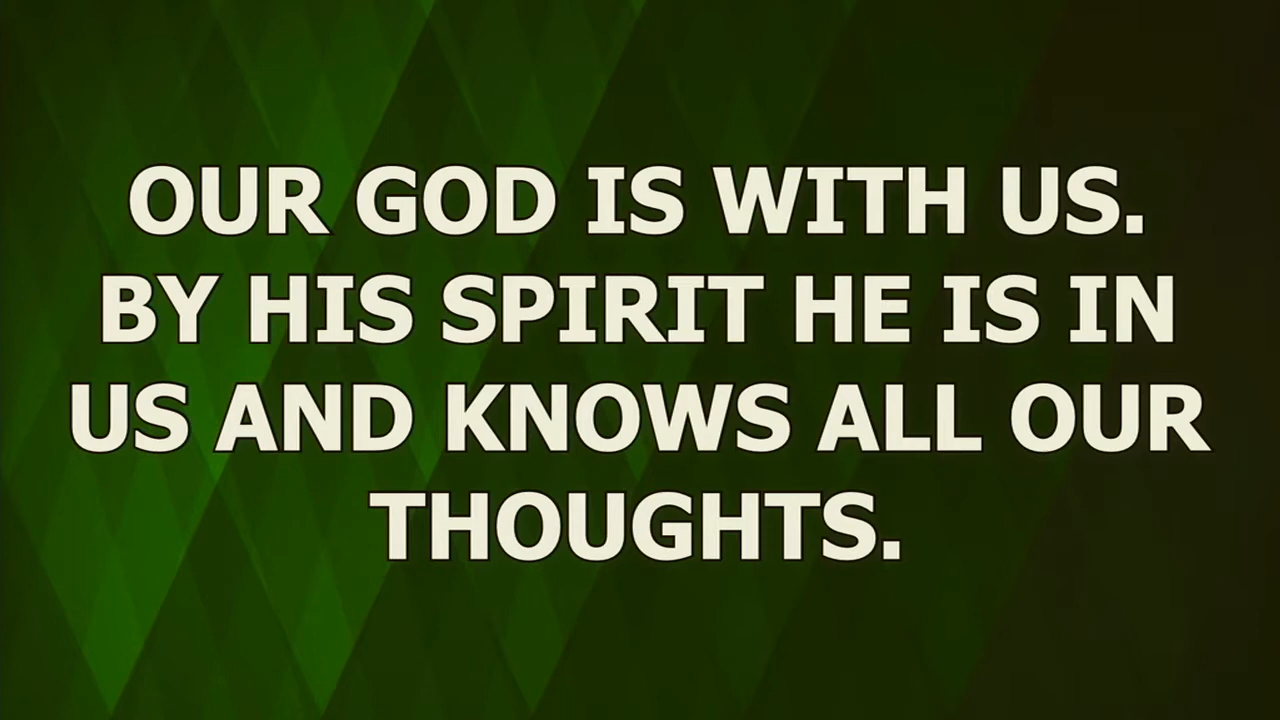 OUR GOD IS WITH US.
BY HIS SPIRIT HE IS IN
US AND KNOWS ALL OUR
THOUGHTS.